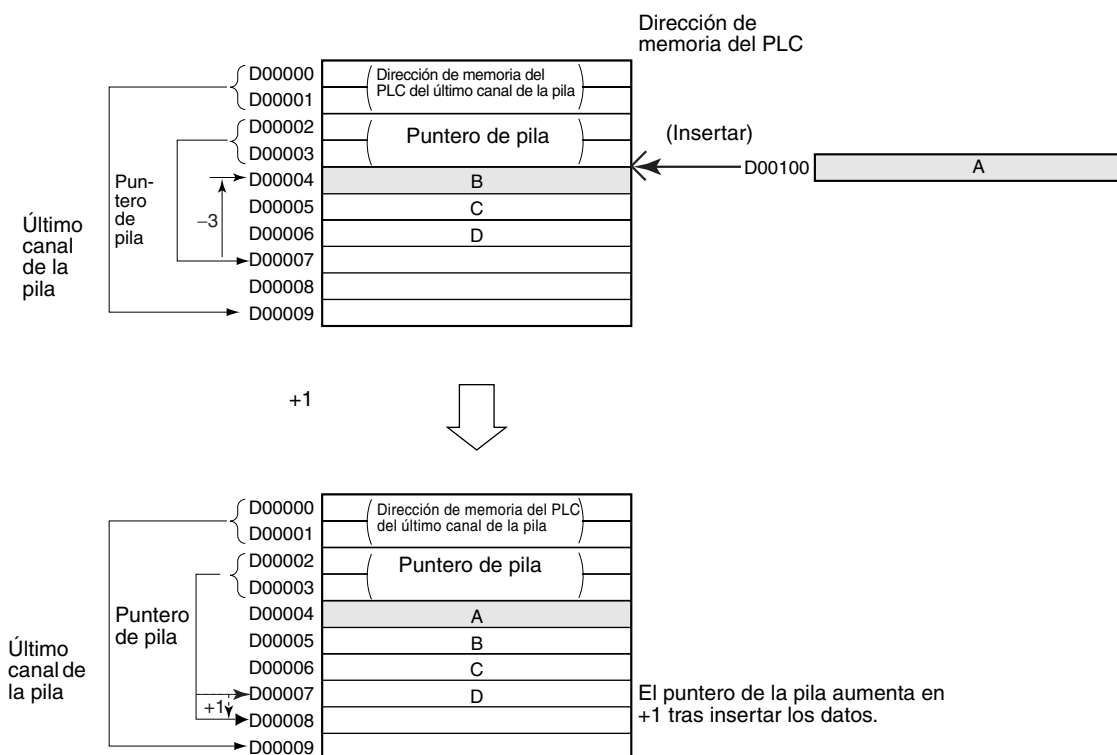 Dirección de
memoria del PLC
D00000
D00001
D00002
D00003
D00004
D00005
D00006
D00007
D00008
D00009
(Dirección de memoria del
PLC del último canal de la pila)
(Puntero de pila)
B
C
D
(Insertar)
D00100
A
Pun-
tero
de
pila
−3
Último
canal
de la
pila
+1
D00000
D00001
D00002
D00003
D00004
D00005
D00006
D00007
D00008
D00009
(Dirección de memoria del PLC
del último canal de la pila)
(Puntero de pila)
A
B
C
D
Puntero
de pila
+1
Último
canal de
la pila
El puntero de la pila aumenta en
+1 tras insertar los datos.